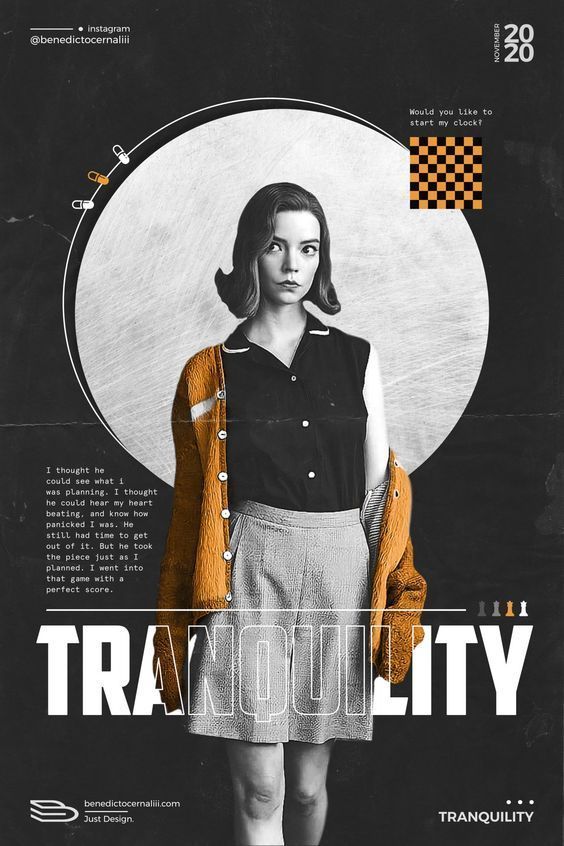 instagram
@benedictocernaliii
NOVEMBER
20
20
Would you like to
start my clock?
I thought he
could see what i
was planning. I thought
he could hear my heart
beating, and know how
panicked I was. He
still had time to get
out of it. But he took
the piece just as I
planned. I went into
that game with a
perfect score.
TRANQUILITY
benedictocernaliii.com
Just Design.
TRANQUILITY